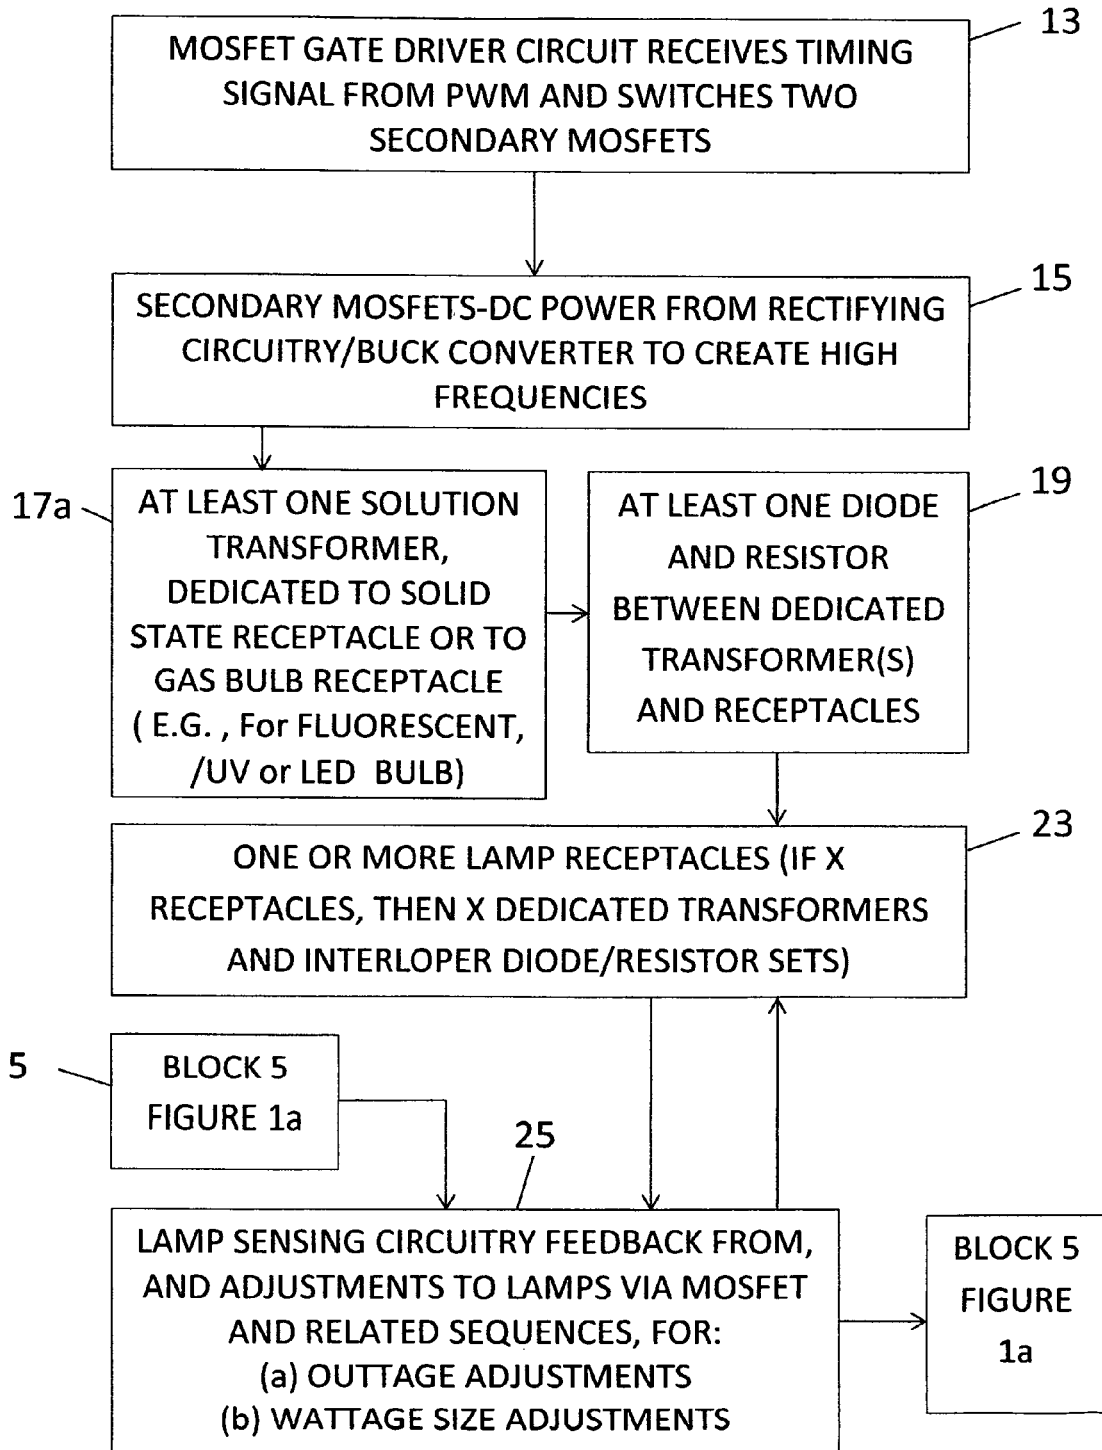 13
MOSFET GATE DRIVER CIRCUIT RECEIVES TIMING
SIGNAL FROM PWM AND SWITCHES TWO
SECONDARY MOSFETS
15
SECONDARY MOSFETS-DC POWER FROM RECTIFYING
CIRCUITRY/BUCK CONVERTER TO CREATE HIGH
FREQUENCIES
17a
AT LEAST ONE SOLUTION
TRANSFORMER,
DEDICATED TO SOLID
STATE RECEPTACLE OR TO
GAS BULB RECEPTACLE
( E.G. , For FLUORESCENT,
/UV or LED BULB)
19
AT LEAST ONE DIODE
AND RESISTOR
BETWEEN DEDICATED
TRANSFORMER(S)
AND RECEPTACLES
23
ONE OR MORE LAMP RECEPTACLES (IF X
RECEPTACLES, THEN X DEDICATED TRANSFORMERS
AND INTERLOPER DIODE/RESISTOR SETS)
5
BLOCK 5
FIGURE 1a
25
LAMP SENSING CIRCUITRY FEEDBACK FROM,
AND ADJUSTMENTS TO LAMPS VIA MOSFET
AND RELATED SEQUENCES, FOR:
(a) OUTTAGE ADJUSTMENTS
(b) WATTAGE SIZE ADJUSTMENTS
BLOCK 5
FIGURE
1a